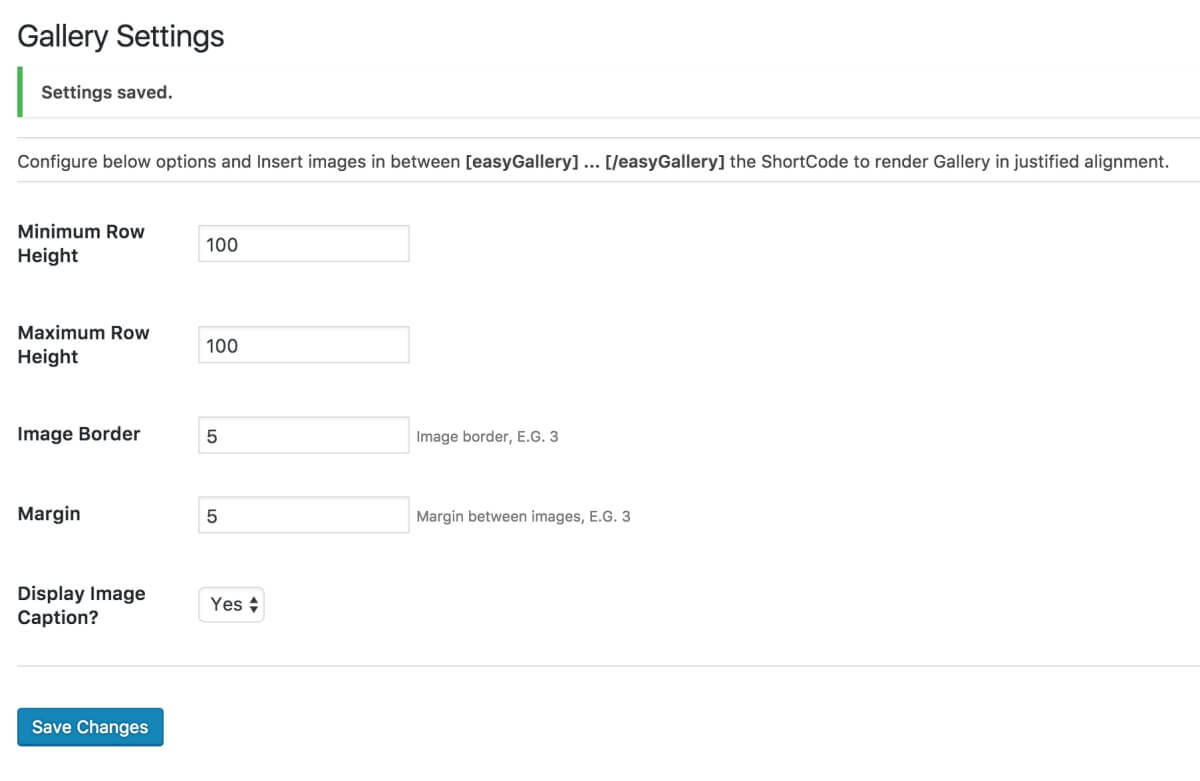 Gallery Settings
Settings saved.
Configure below options and Insert images in between [easyGallery] ... [/easyGallery] the ShortCode to render Gallery in justified alignment.
Minimum Row
Height
100
Maximum Row
Height
100
Image Border
5
Image border, E.G. 3
Margin
5
Margin between images, E.G. 3
Display Image
Caption?
Yes
Save Changes